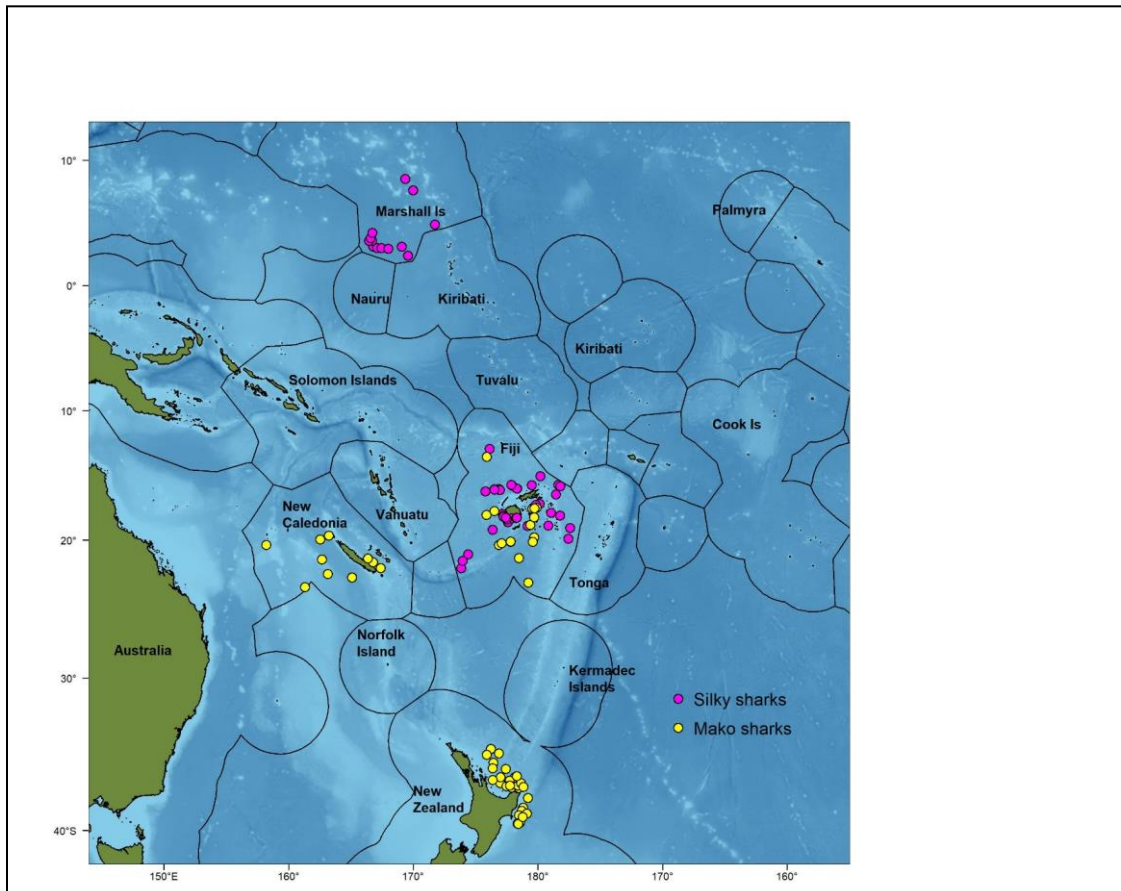 10°
Marshall Is
Palmyra
0°
Nauru
Kiribati
Kiribati
Solomon Islands
Tuvalu
10°
Cook Is
Fiji
New
Caledonia
Vahuatu
20°
Tonga
Australia
Norfolk
Island
Kermadec
Islands
30°
Silky sharks
Mako sharks
New
Zealand
40°S
150°E
160°
170°
180°
170°
160°